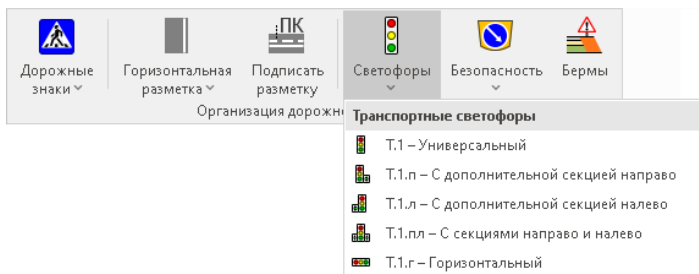 ПК
Дорожные знаки
Горизонтальная разметка
Подписать разметку
Светофоры
Безопасность
Бермы
Организация дорожн
Транспортные светофоры
Т.1 – Универсальный
Т.1.п – С дополнительной секцией направо
Т.1.л – С дополнительной секцией налево
Т.1.пл – С секциями направо и налево
Т.1.г – Горизонтальный